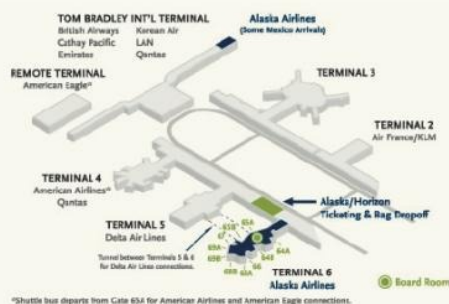 TOM BRADLEY INT'L TERMINAL
British Airways Korean Air
Cathay Pacific LAN
Emirates Qantas
Alaska Airlines
(Some Mexico Arrivals)
REMOTE TERMINAL
American Eagle
TERMINAL 3
TERMINAL 2
Air France/KLM
TERMINAL 4
American Airlines
Qantas
Alaska/Horizon
Ticketing & Bag Dropoff
TERMINAL 5
Delta Air Lines
Tunnel between Terminals 5 & 6
for Delta Air Lines connections.
65B 65A
67
69A 64A
69B 64B
66
TERMINAL 6
Alaska Airlines
Board Room
Shuttle bus departs from Gate 65A for American Airlines and American Eagle connections.